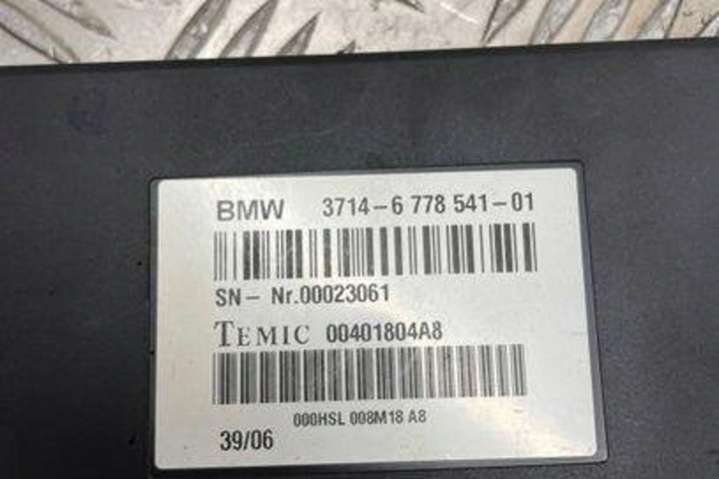 BMW 3714-6 778 541-01
SN- Nr.00023061
TEMIC 00401804A8
000HSL 008M18 A8
39/06